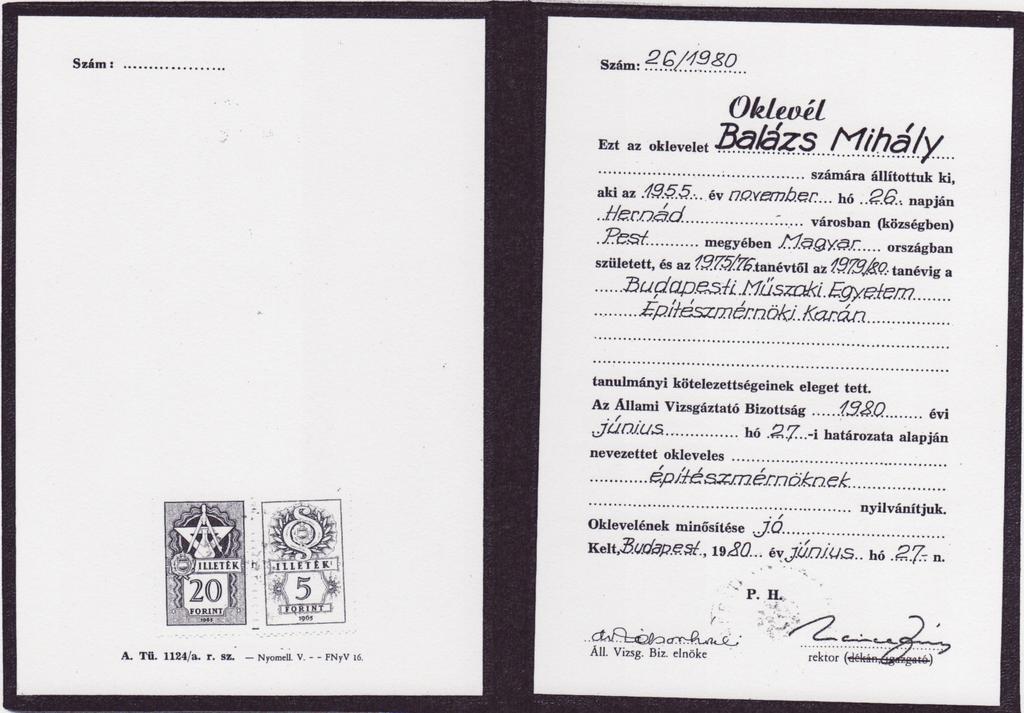 Szám: ....................
ILLETÉK
20
FORINT
1965
ILLETÉK
5
FORINT
1965
A. Tü. 1124/a. r. sz. — Nyomell. V. - - FNyV 16.
Szám: 26/1980
Oklevél
Ezt az oklevelet Balázs Mihály
számára állítottuk ki,
aki az 1955. év november hó 26. napján
Hernád városban (községben)
Pest megyében Magyar országban
született, és az 1975/76 tanévtől az 1979/80. tanévig a
Budapesti Műszaki Egyetem
Építészmérnöki Karán
tanulmányi kötelezettségeinek eleget tett.
Az Állami Vizsgáztató Bizottság 1980 évi
június hó 27.-i határozata alapján
nevezettet okleveles
építészmérnöknek
nyilvánítjuk.
Oklevelének minősítése jó
Kelt, Budapest, 1980 év június hó 27. n.
P. H.
Áll. Vizsg. Biz. elnöke
rektor (dékán, igazgató)